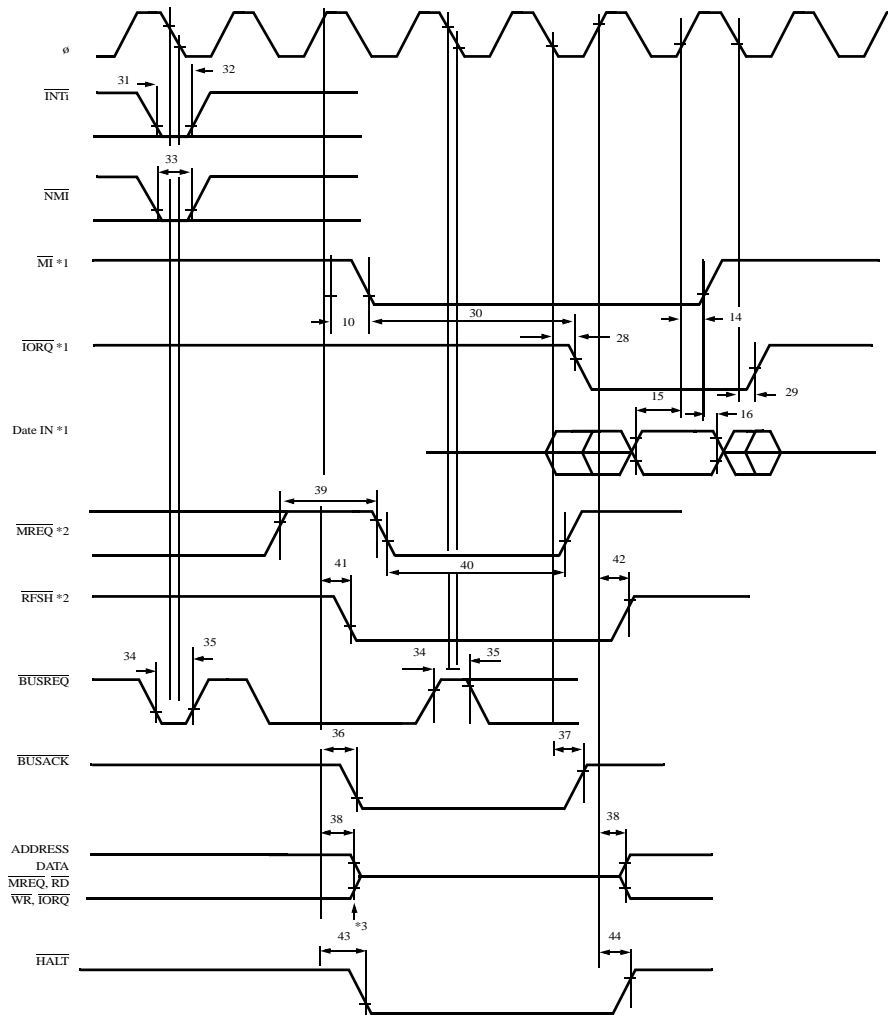 ø
31
32
INTi
33
NMI
MI *1
10
30
14
28
IORQ *1
29
15
16
Date IN *1
39
MREQ *2
40
41
42
RFSH *2
34
35
34
35
BUSREQ
36
37
BUSACK
38
38
ADDRESS
DATA
MREQ, RD
WR, IORQ
*3
43
44
HALT